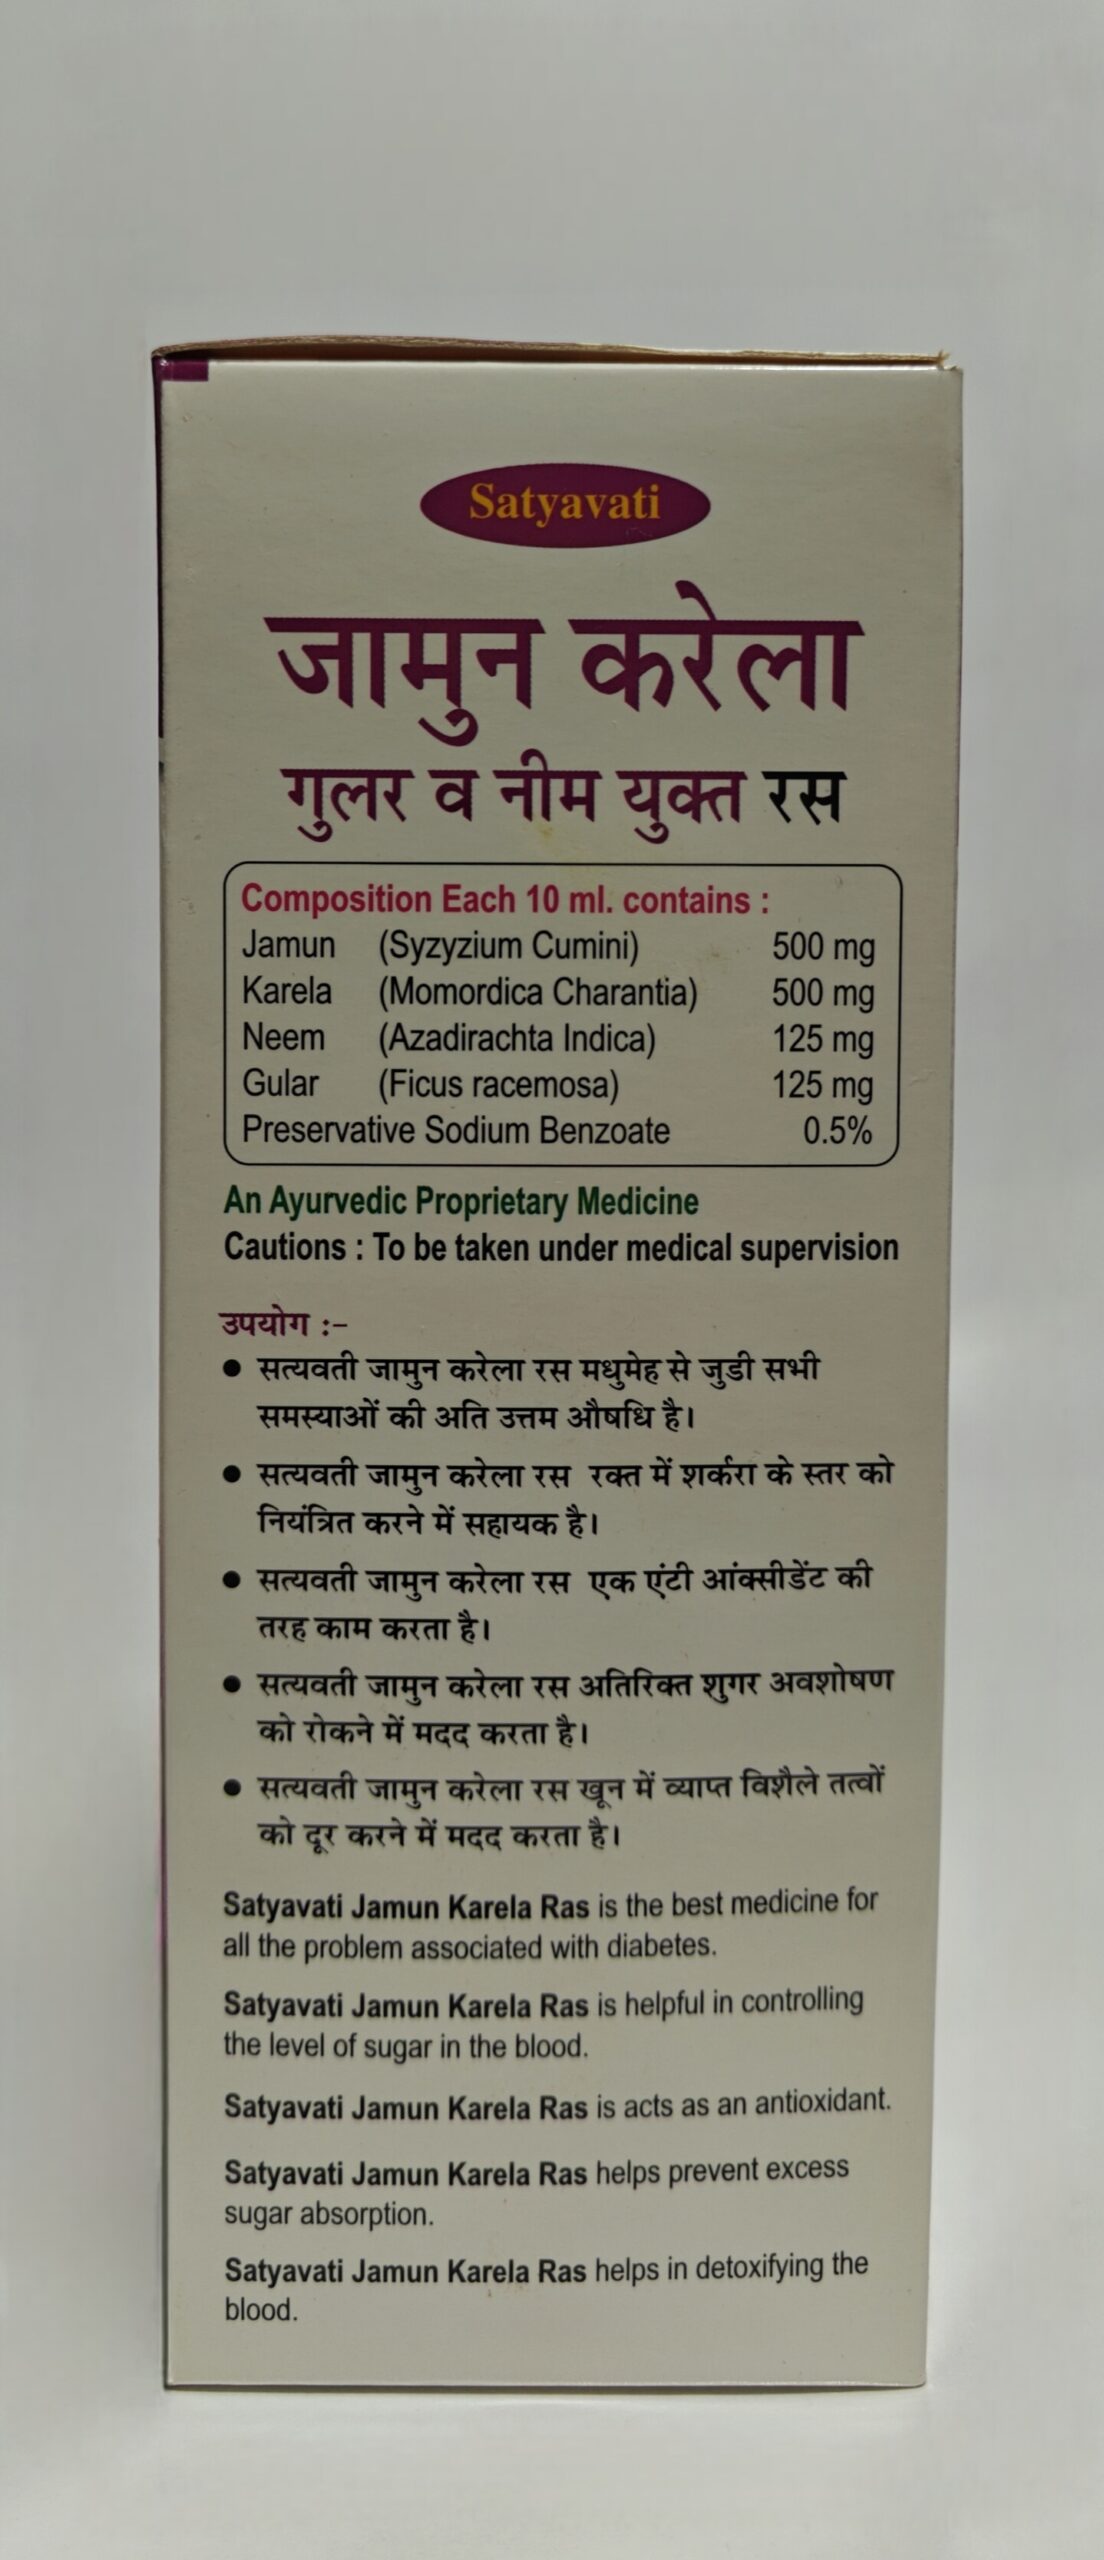 Satyavati
जामुन करेला
गुलर व नीम युक्त रस
Composition Each 10 ml. contains :
Jamun (Syzyzium Cumini) 500 mg
Karela (Momordica Charantia) 500 mg
Neem (Azadirachta Indica) 125 mg
Gular (Ficus racemosa) 125 mg
Preservative Sodium Benzoate 0.5%
An Ayurvedic Proprietary Medicine
Cautions : To be taken under medical supervision
उपयोग :-
● सत्यवती जामुन करेला रस मधुमेह से जुडी सभी
समस्याओं की अति उत्तम औषधि है।
● सत्यवती जामुन करेला रस रक्त में शर्करा के स्तर को
नियंत्रित करने में सहायक है।
● सत्यवती जामुन करेला रस एक एंटी आंक्सीडेंट की
तरह काम करता है।
● सत्यवती जामुन करेला रस अतिरिक्त शुगर अवशोषण
को रोकने में मदद करता है।
● सत्यवती जामुन करेला रस खून में व्याप्त विशैले तत्वों
को दूर करने में मदद करता है।
Satyavati Jamun Karela Ras is the best medicine for
all the problem associated with diabetes.
Satyavati Jamun Karela Ras is helpful in controlling
the level of sugar in the blood.
Satyavati Jamun Karela Ras is acts as an antioxidant.
Satyavati Jamun Karela Ras helps prevent excess
sugar absorption.
Satyavati Jamun Karela Ras helps in detoxifying the
blood.